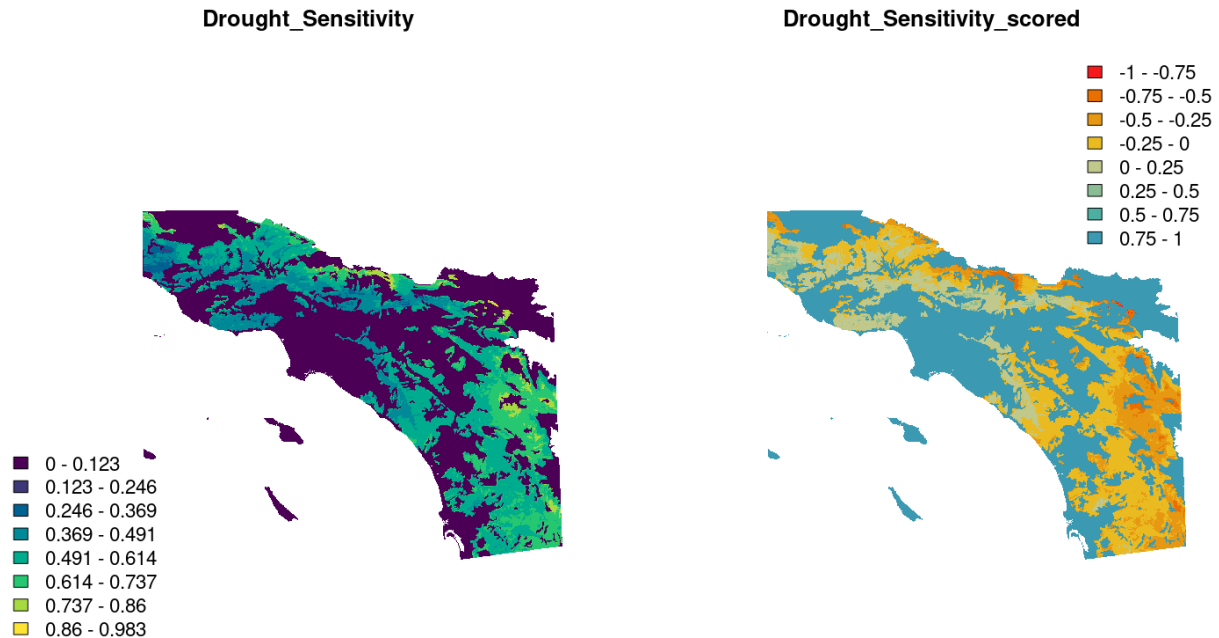 Drought_Sensitivity
0 - 0.123
0.123 - 0.246
0.246 - 0.369
0.369 - 0.491
0.491 - 0.614
0.614 - 0.737
0.737 - 0.86
0.86 - 0.983
Drought_Sensitivity_scored
-1 - -0.75
-0.75 - -0.5
-0.5 - -0.25
-0.25 - 0
0 - 0.25
0.25 - 0.5
0.5 - 0.75
0.75 - 1